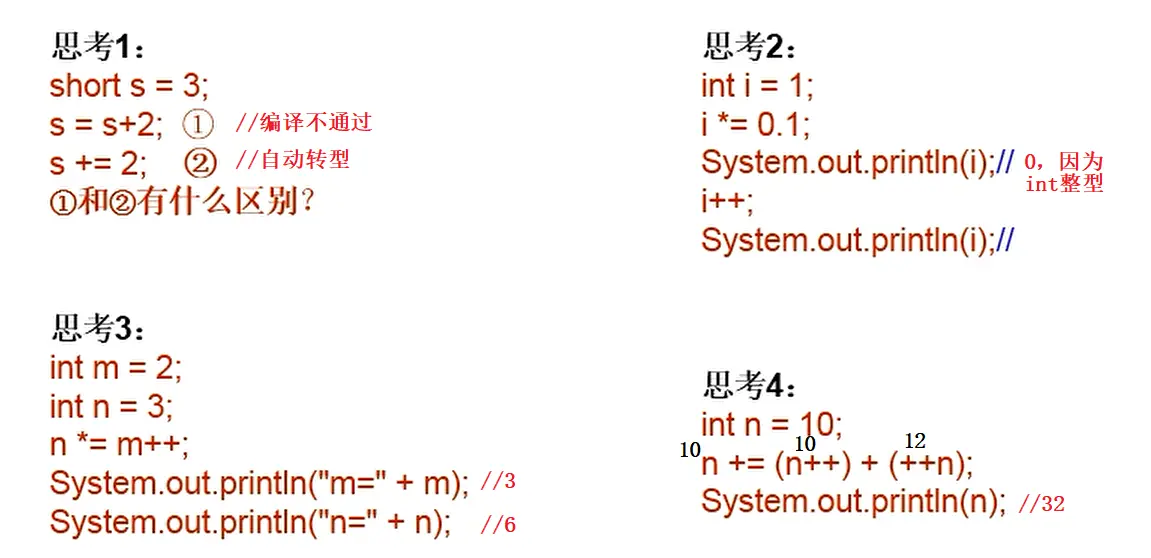 思考1：
short s = 3;
s = s+2; ① //编译不通过
s += 2; ② //自动转型
①和②有什么区别？
思考2：
int i = 1;
i *= 0.1;
System.out.println(i);// 0，因为
int整型
i++;
System.out.println(i);//
思考3：
int m = 2;
int n = 3;
n *= m++;
System.out.println("m=" + m); //3
System.out.println("n=" + n); //6
思考4：
int n = 10;
10 10 12
n += (n++) + (++n);
System.out.println(n); //32